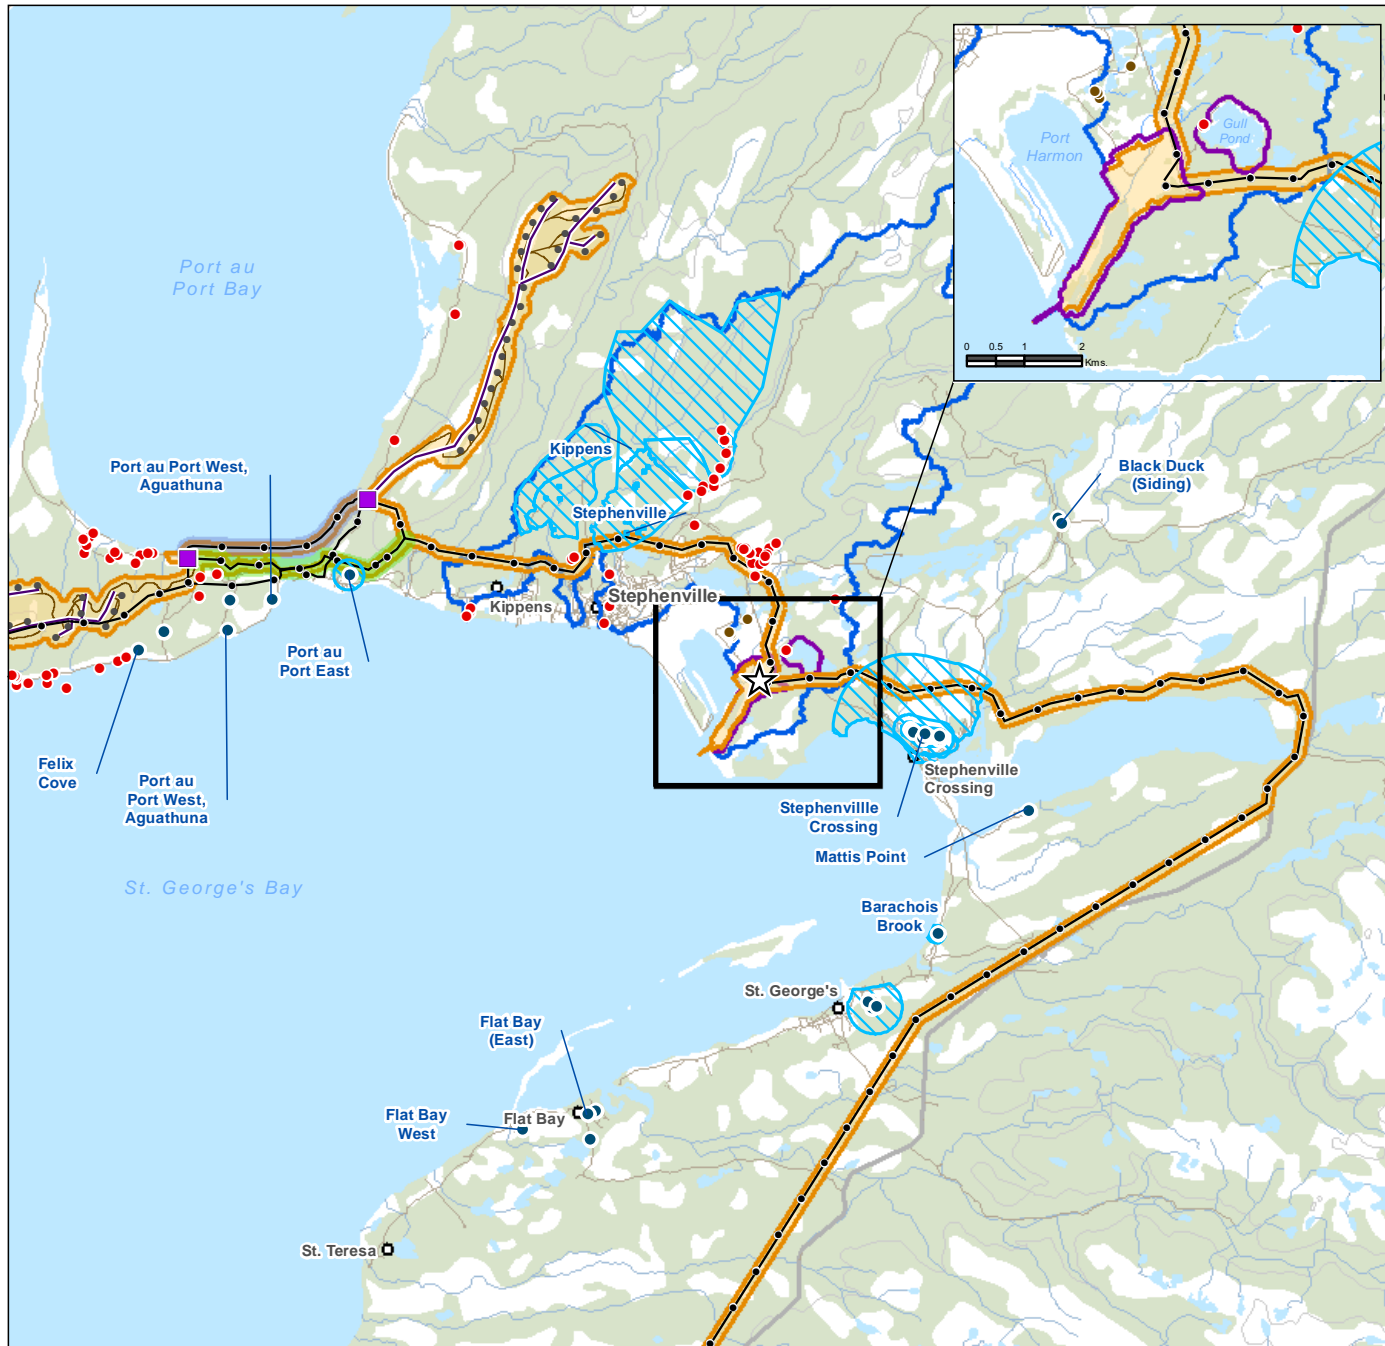 Port au
Port Bay
Port
Harmon
Gull
Pond
0 0.5 1 2
Kms.
Kippens
Port au Port West,
Aguathuna
Black Duck
(Siding)
Stephenville
Kippens
Stephenville
Port au
Port East
Felix
Cove
Port au
Port West,
Aguathuna
Stephenville
Crossing
Stephenvillle
Crossing
Mattis Point
St. George's Bay
Barachois
Brook
St. George's
Flat Bay
(East)
Flat Bay
West
Flat Bay
St. Teresa